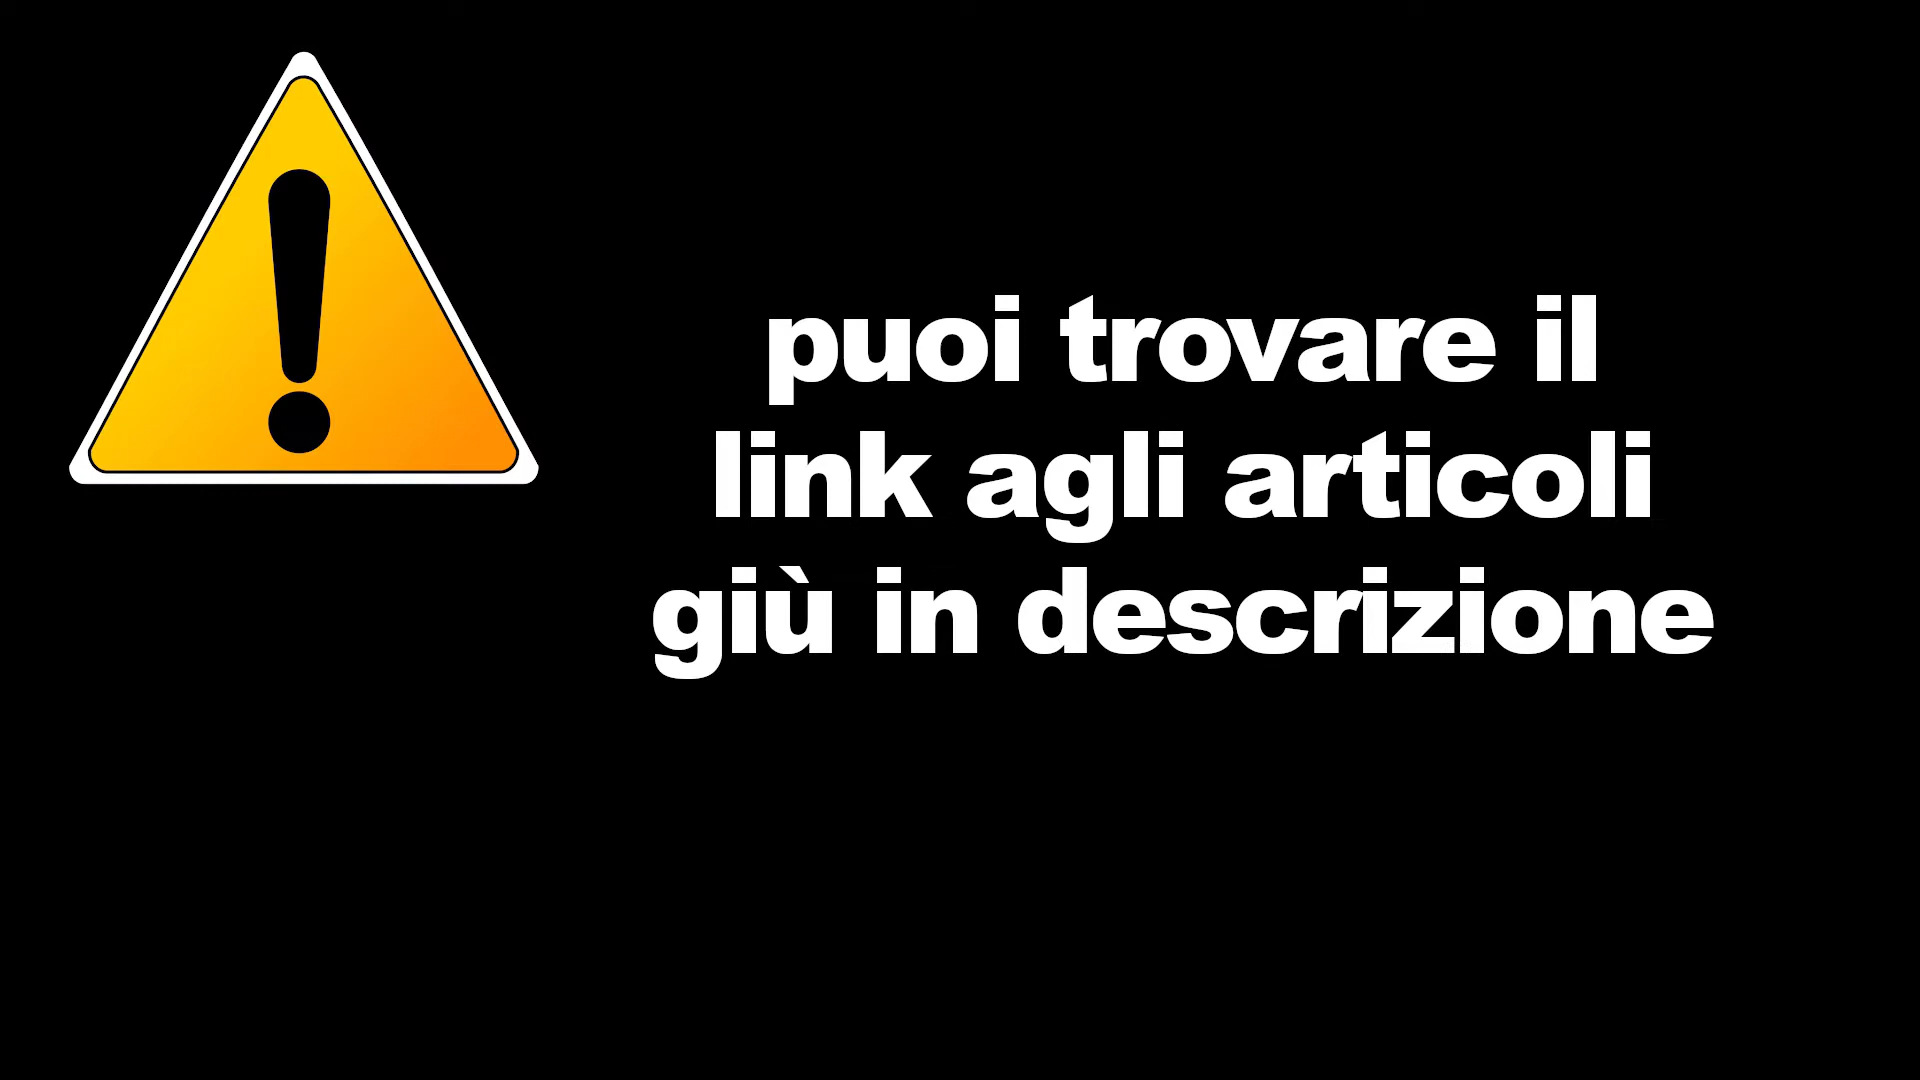 puoi trovare il
link agli articoli
giù in descrizione